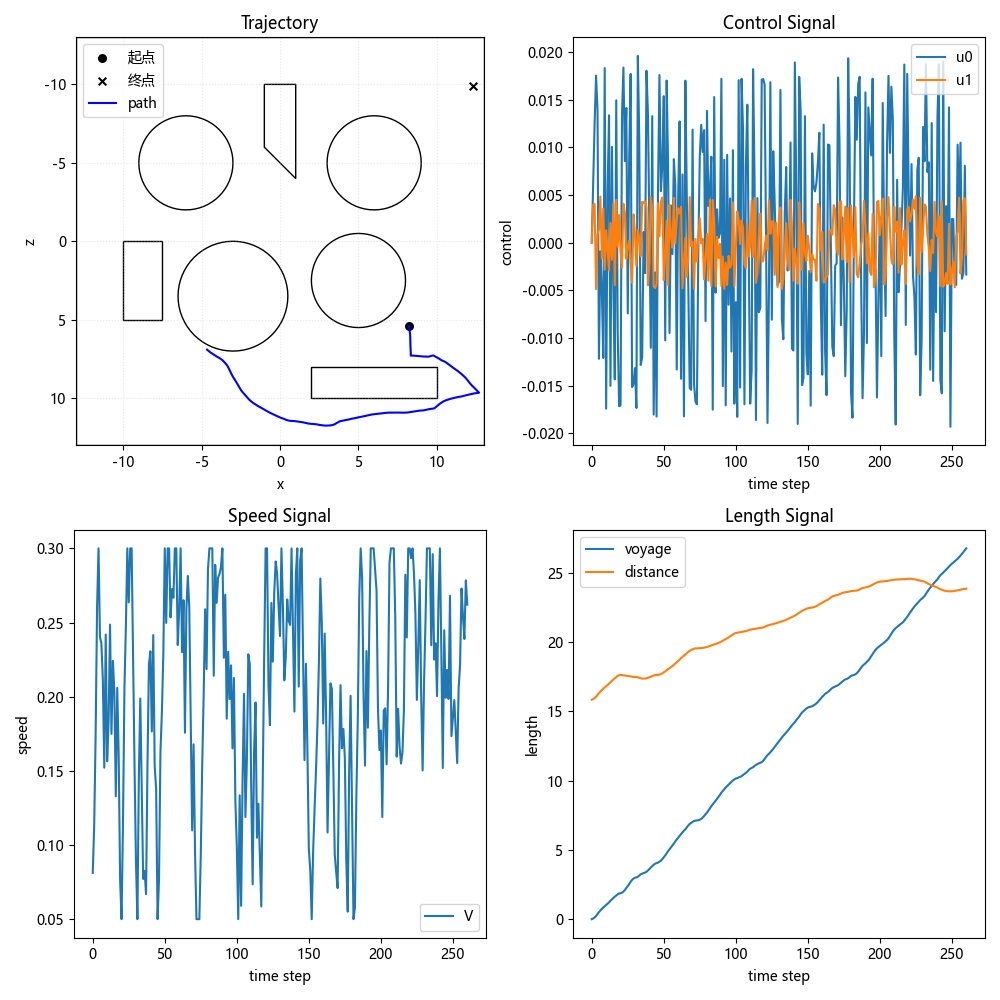 Trajectory
起点
终点
path
-10
-5
0
5
10
z
-10
-5
0
5
10
x
Control Signal
u0
u1
0.020
0.015
0.010
0.005
0.000
-0.005
-0.010
-0.015
-0.020
control
0
50
100
150
200
250
time step
Speed Signal
0.30
0.25
0.20
0.15
0.10
0.05
speed
V
0
50
100
150
200
250
time step
Length Signal
voyage
distance
25
20
15
10
5
0
length
0
50
100
150
200
250
time step